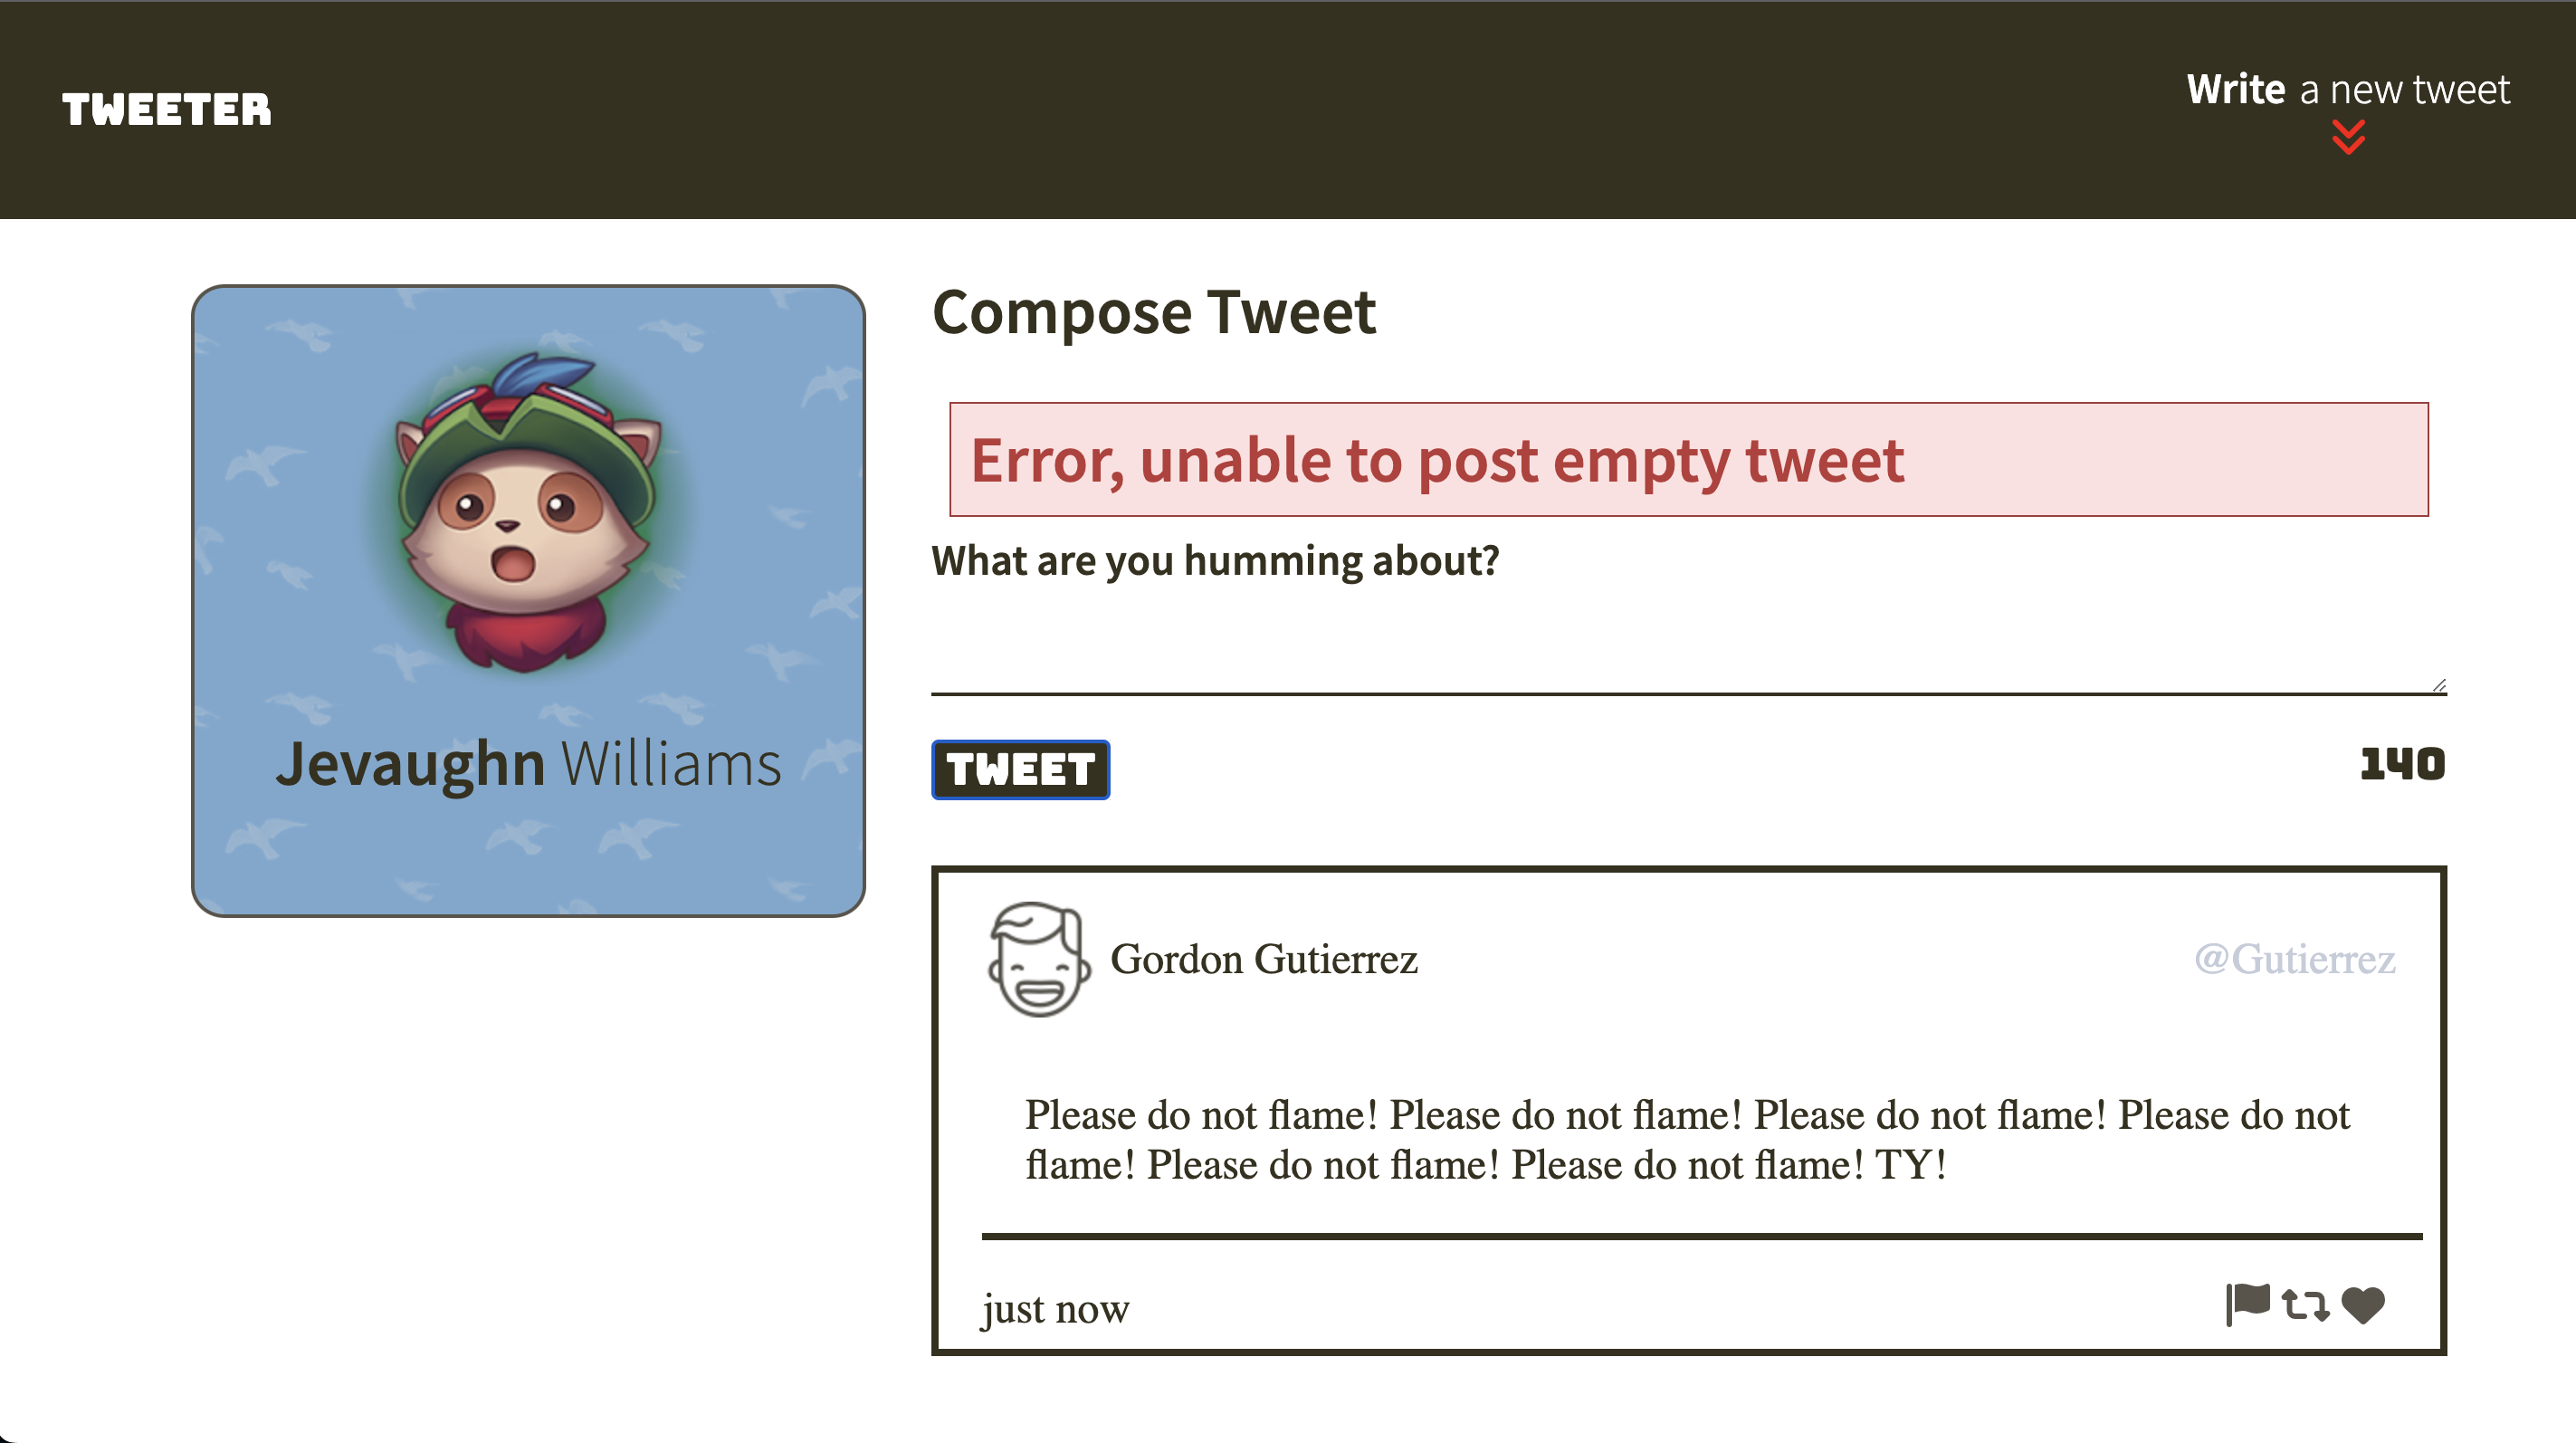 TWEETER
Write a new tweet
Jevaughn Williams
Compose Tweet
Error, unable to post empty tweet
What are you humming about?
TWEET
140
Gordon Gutierrez
@Gutierrez
Please do not flame! Please do not flame! Please do not flame! Please do not
flame! Please do not flame! Please do not flame! TY!
just now